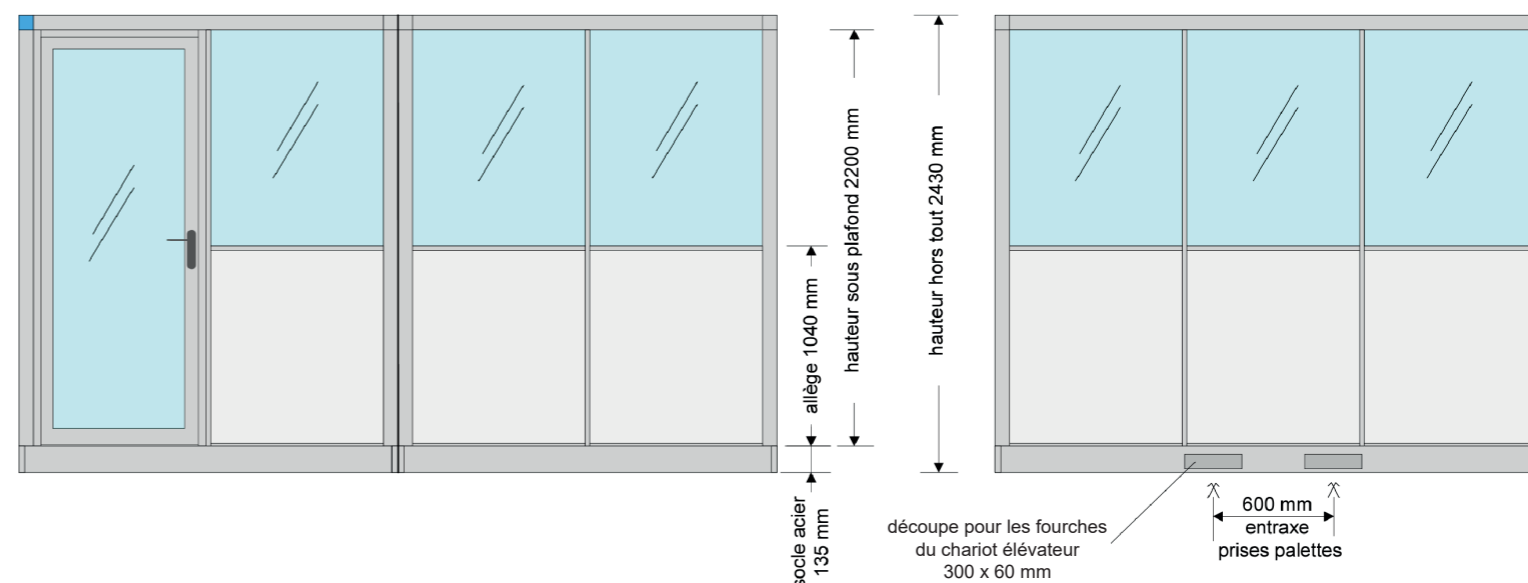 allège 1040 mm
hauteur sous plafond 2200 mm
socle acier
135 mm
hauteur hors tout 2430 mm
découpe pour les fourches
du chariot élévateur
300 x 60 mm
600 mm
entraxe
prises palettes